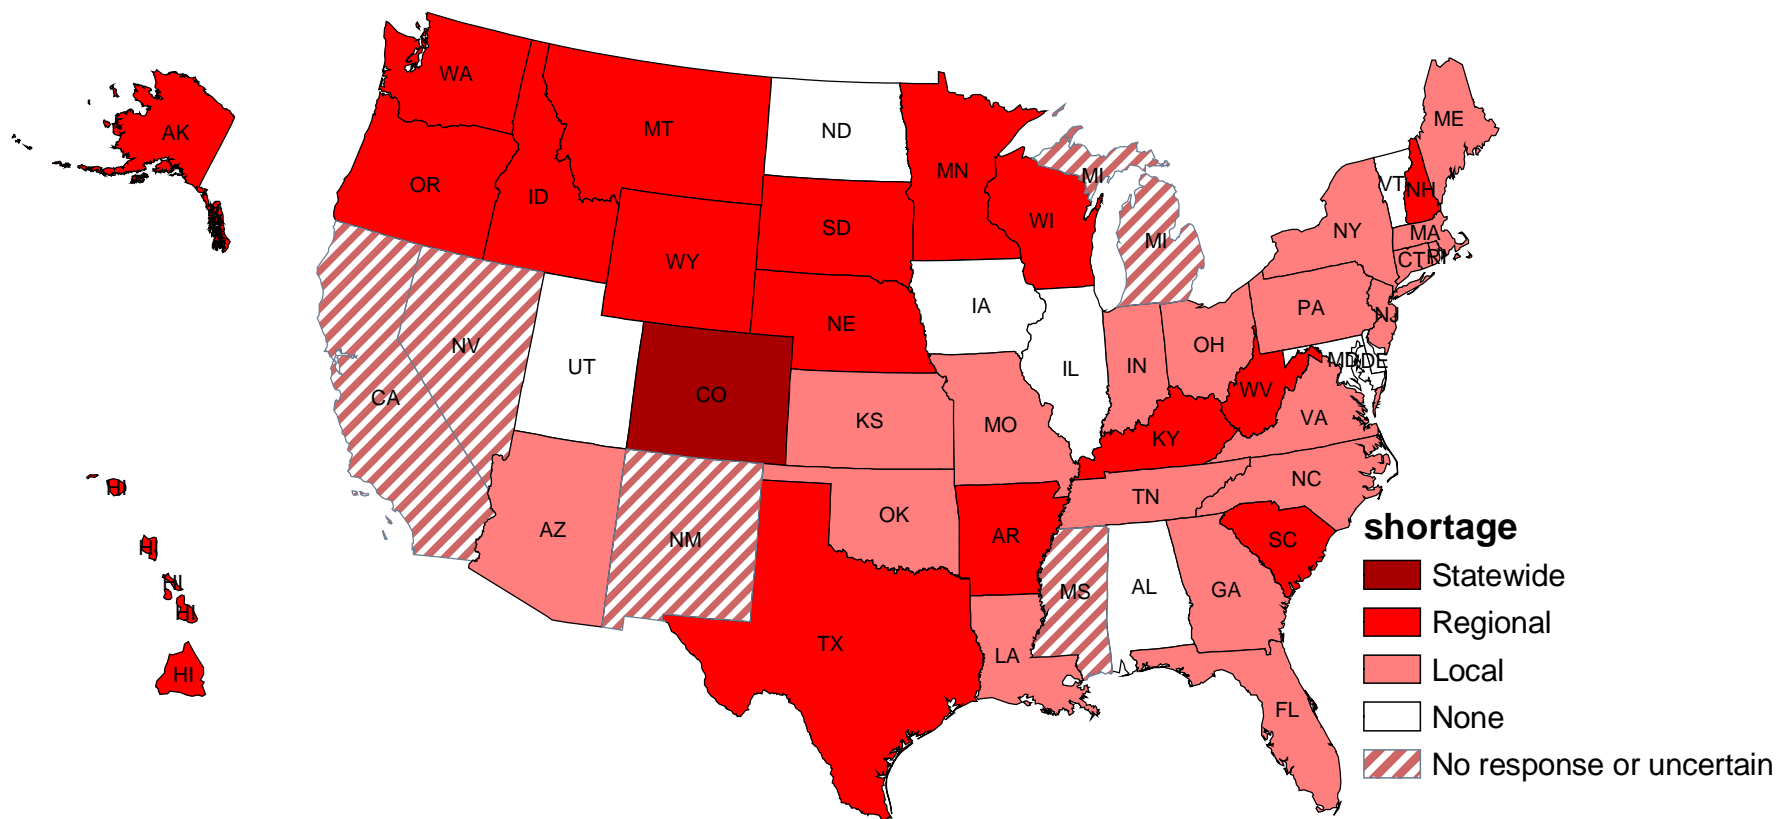 WA
MT
ND
MN
ME
AK
OR
ID
SD
WI
MI
MI
VT
NH
NY
MA
CT
RI
WY
NE
IA
PA
NJ
NV
UT
CO
IL
IN
OH
MD
DE
CA
KS
MO
WV
VA
KY
HI
AZ
NM
OK
AR
TN
NC
SC
HI
HI
HI
HI
MS
AL
GA
TX
LA
FL
shortage
Statewide
Regional
Local
None
No response or uncertain